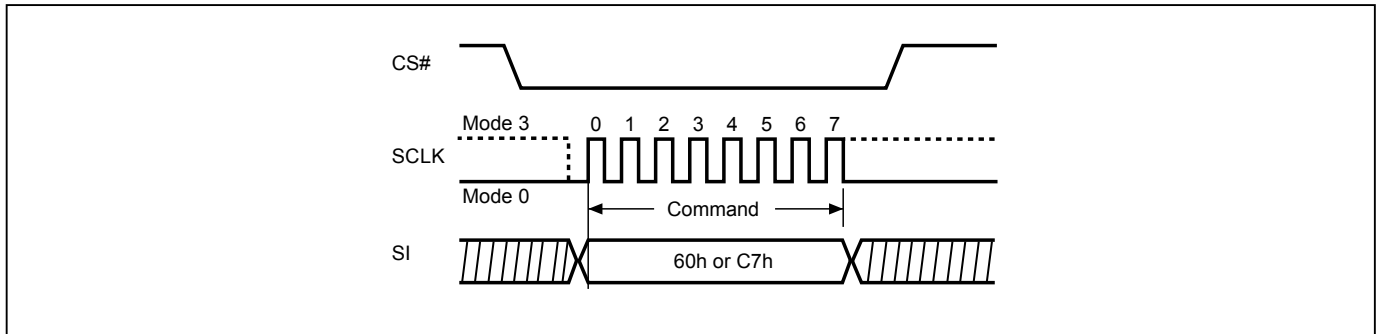 CS#
Mode 3
0 1 2 3 4 5 6 7
SCLK
Mode 0
Command
SI
60h or C7h